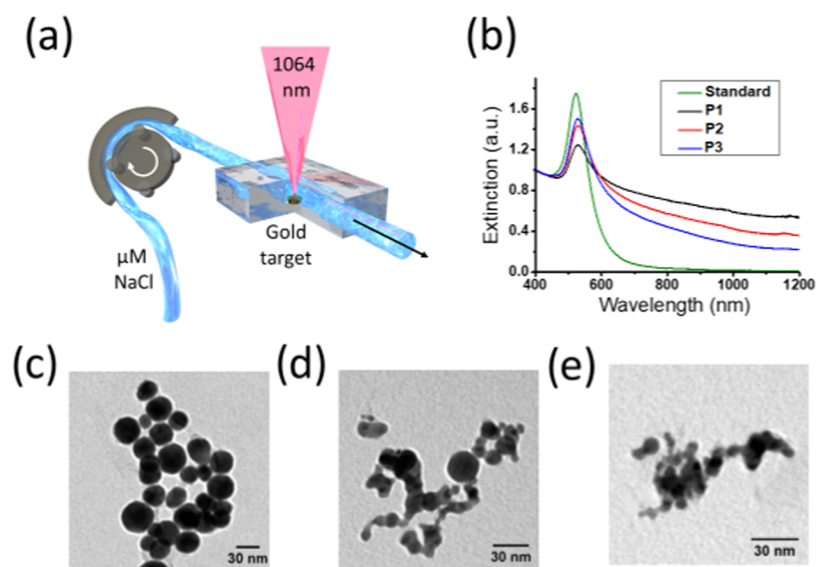 (a)
1064
nm
Gold
target
μM
NaCl
(b)
Extinction (a.u.)
1.6
1.2
0.8
0.4
0.0
Standard
P1
P2
P3
400
600
800
1000
1200
Wavelength (nm)
(c)
30 nm
(d)
30 nm
(e)
30 nm